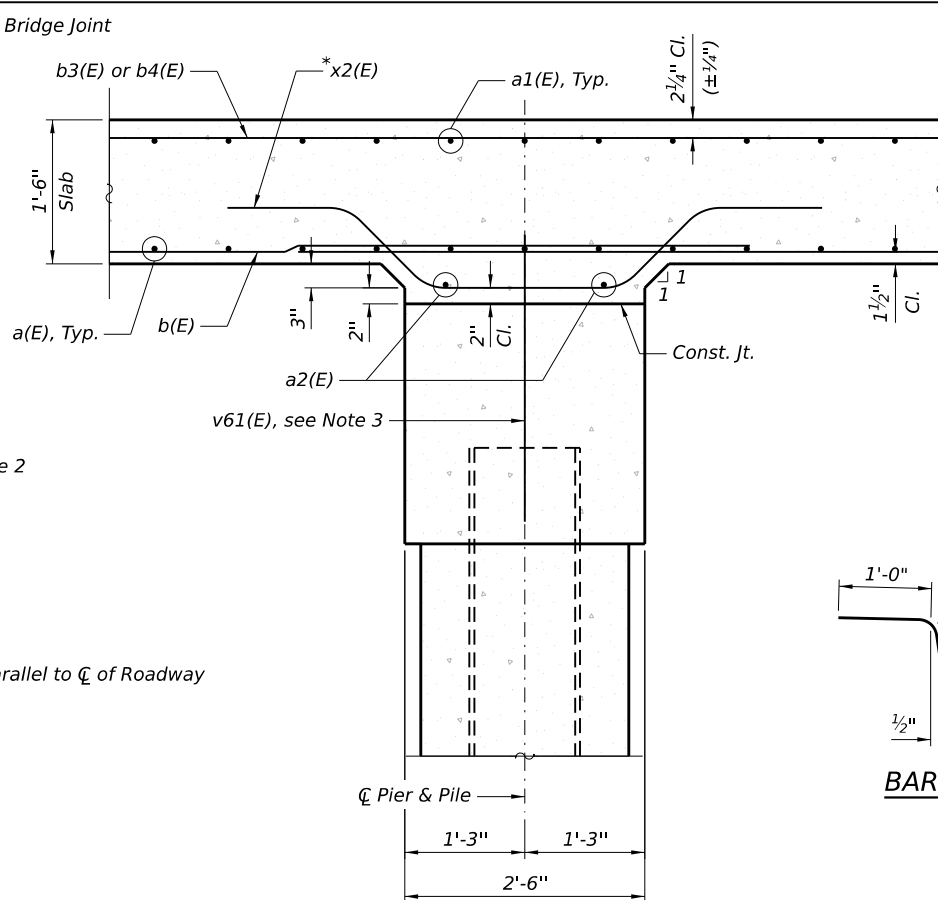 Bridge Joint
b3(E) or b4(E)
*x2(E)
a1(E), Typ.
2¼" Cl.
(±¼")
1'-6"
Slab
a(E), Typ.
b(E)
3"
2"
2"
Cl.
1
1
1½"
Cl.
Const. Jt.
a2(E)
v61(E), see Note 3
e 2
1'-0"
arallel to ℄ of Roadway
½"
BAR
℄ Pier & Pile
1'-3"
1'-3"
2'-6"